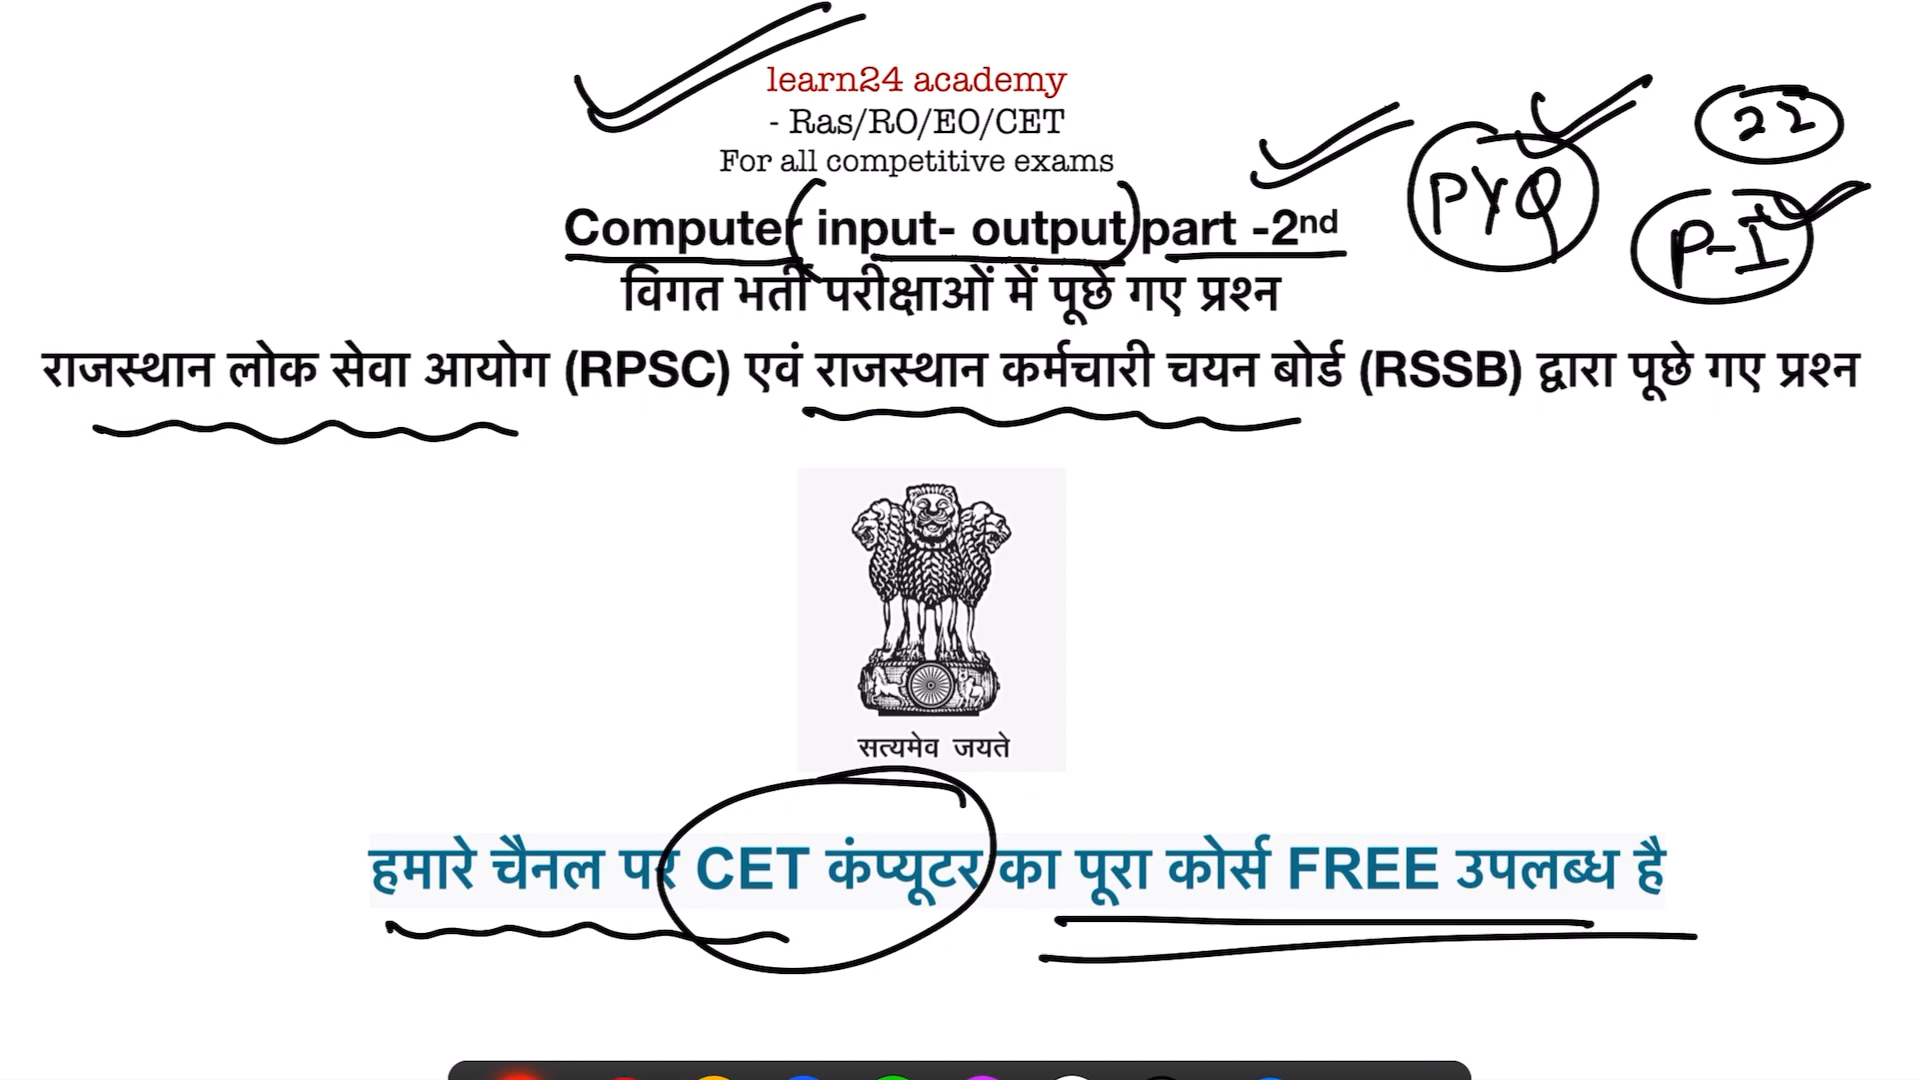 learn24 academy
- Ras/RO/EO/CET
For all competitive exams
Computer input- output part -2nd
विगत भर्ती परीक्षाओं में पूछे गए प्रश्न
राजस्थान लोक सेवा आयोग (RPSC) एवं राजस्थान कर्मचारी चयन बोर्ड (RSSB) द्वारा पूछे गए प्रश्न
PYQ
22
P-I
सत्यमेव जयते
हमारे चैनल पर CET कंप्यूटर का पूरा कोर्स FREE उपलब्ध है